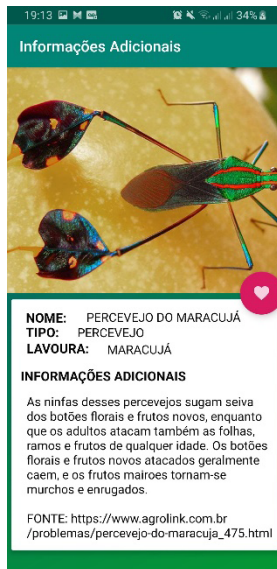 19:13
34%
Informações Adicionais
NOME: PERCEVEJO DO MARACUJÁ
TIPO: PERCEVEJO
LAVOURA: MARACUJÁ
INFORMAÇÕES ADICIONAIS
As ninfas desses percevejos sugam seiva
dos botões florais e frutos novos, enquanto
que os adultos atacam também as folhas,
ramos e frutos de qualquer idade. Os botões
florais e frutos novos atacados geralmente
caem, e os frutos mairoes tornam-se
murchos e enrugados.
FONTE: https://www.agrolink.com.br
/problemas/percevejo-do-maracuja_475.html